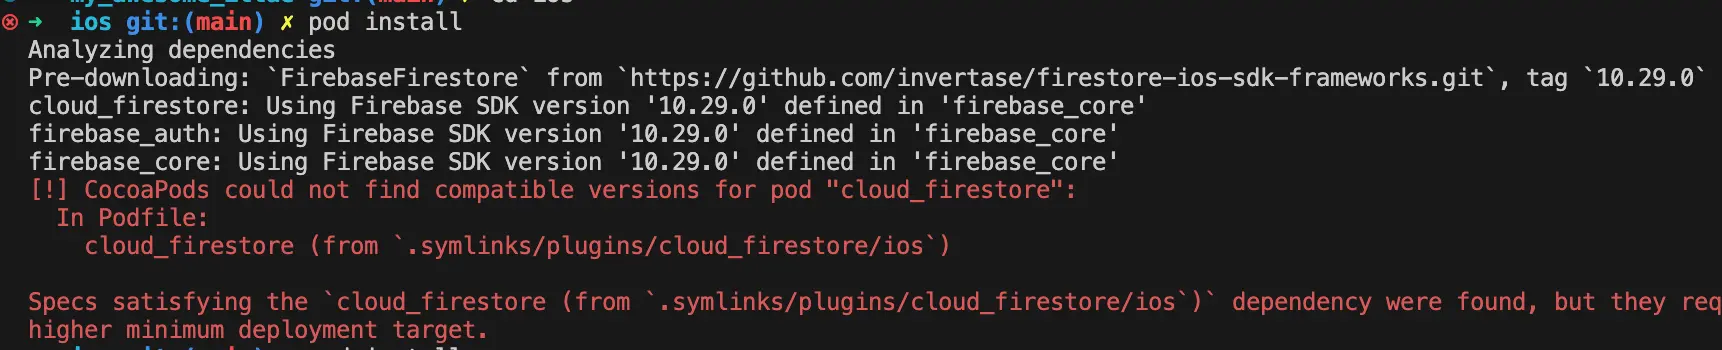 ➜ ios git:(main) ✗ pod install
Analyzing dependencies
Pre-downloading: `FirebaseFirestore` from `https://github.com/invertase/firestore-ios-sdk-frameworks.git`, tag `10.29.0`
cloud_firestore: Using Firebase SDK version '10.29.0' defined in 'firebase_core'
firebase_auth: Using Firebase SDK version '10.29.0' defined in 'firebase_core'
firebase_core: Using Firebase SDK version '10.29.0' defined in 'firebase_core'
[!] CocoaPods could not find compatible versions for pod "cloud_firestore":
In Podfile:
cloud_firestore (from `.symlinks/plugins/cloud_firestore/ios`)
Specs satisfying the `cloud_firestore (from `.symlinks/plugins/cloud_firestore/ios`)` dependency were found, but they req
higher minimum deployment target.